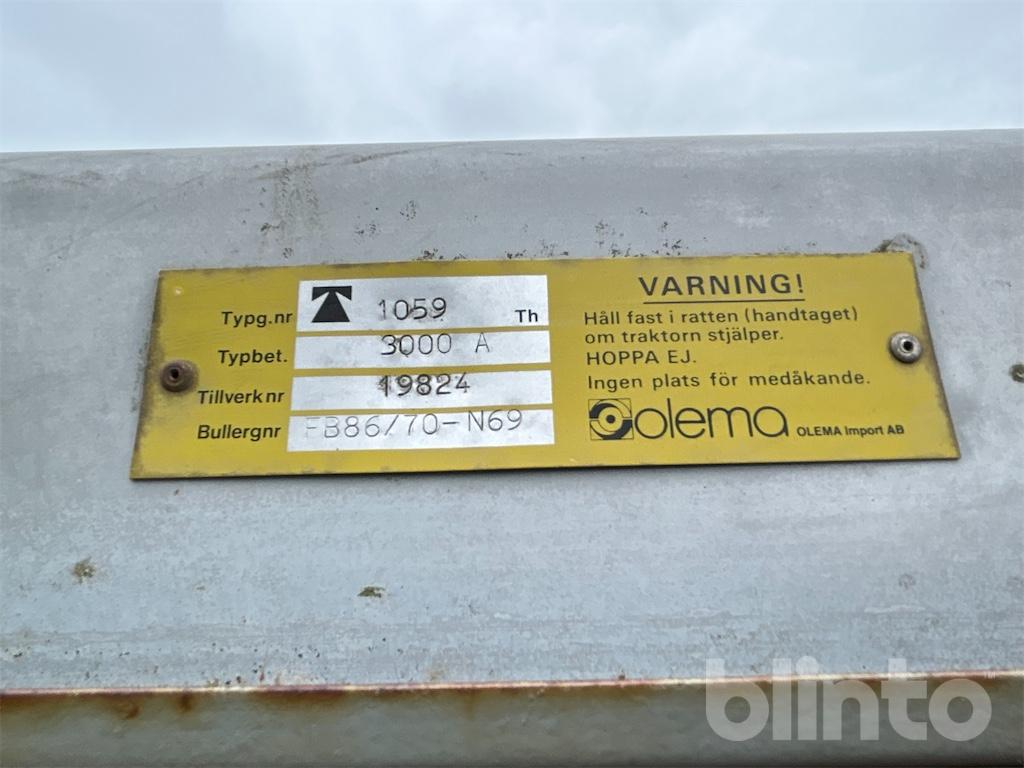 Typg.nr 1059 Th
Typbet. 3000 A
Tillverknr 19824
Bullergnr FB86/70-N69
VARNING!
Håll fast i ratten (handtaget)
om traktorn stjälper.
HOPPA EJ.
Ingen plats för medåkande.
olema OLEMA Import AB
blinto